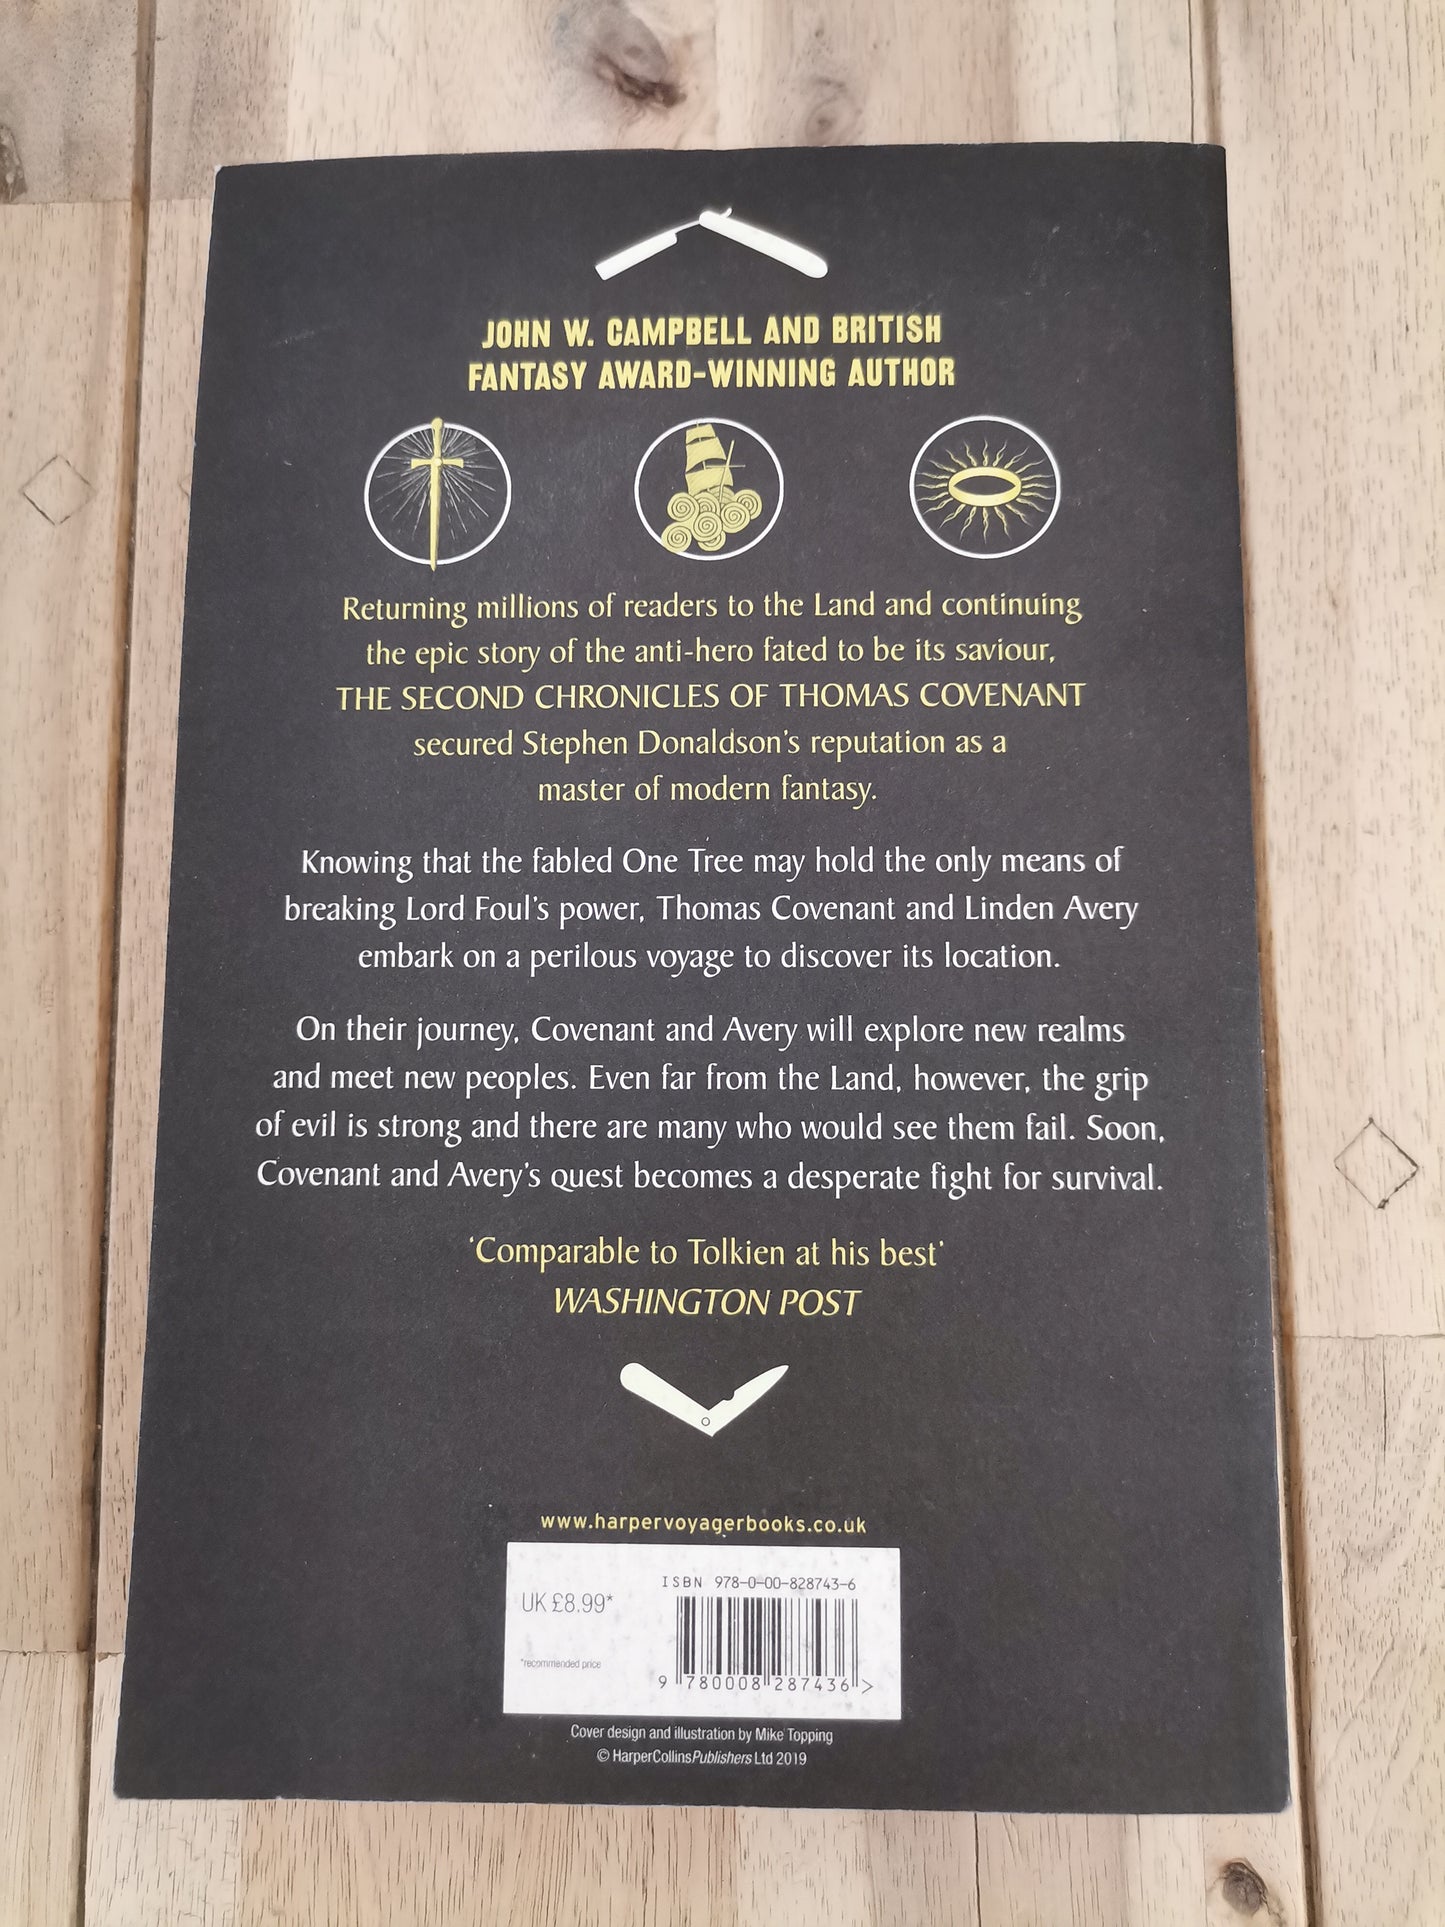 JOHN W. CAMPBELL AND BRITISH
FANTASY AWARD-WINNING AUTHOR
Returning millions of readers to the Land and continuing
the epic story of the anti-hero fated to be its saviour,
THE SECOND CHRONICLES OF THOMAS COVENANT
secured Stephen Donaldson's reputation as a
master of modern fantasy.
Knowing that the fabled One Tree may hold the only means of
breaking Lord Foul's power, Thomas Covenant and Linden Avery
embark on a perilous voyage to discover its location.
On their journey, Covenant and Avery will explore new realms
and meet new peoples. Even far from the Land, however, the grip
of evil is strong and there are many who would see them fail. Soon,
Covenant and Avery's quest becomes a desperate fight for survival.
'Comparable to Tolkien at his best'
WASHINGTON POST
www.harpervoyagerbooks.co.uk
ISBN 978-0-00-828743-6
UK £8.99*
*recommended price
9 780008 287436 >
Cover design and illustration by Mike Topping
© HarperCollinsPublishers Ltd 2019